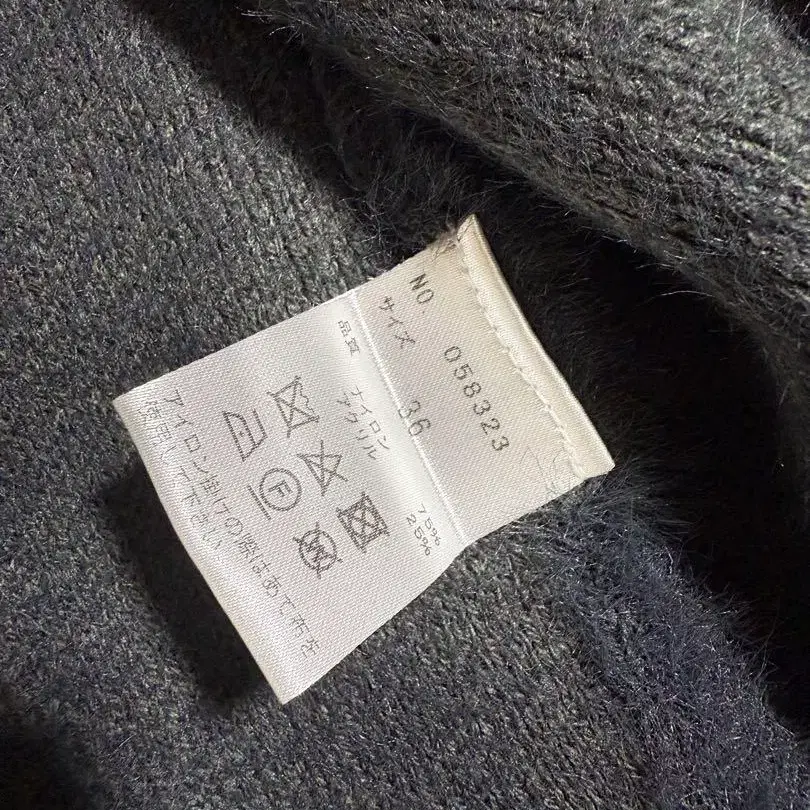 NO 058323
サイズ 36
品質
ナイロン 75%
アクリル 25%
F
W
アイロン掛けの際はあて布を
使用して下さい